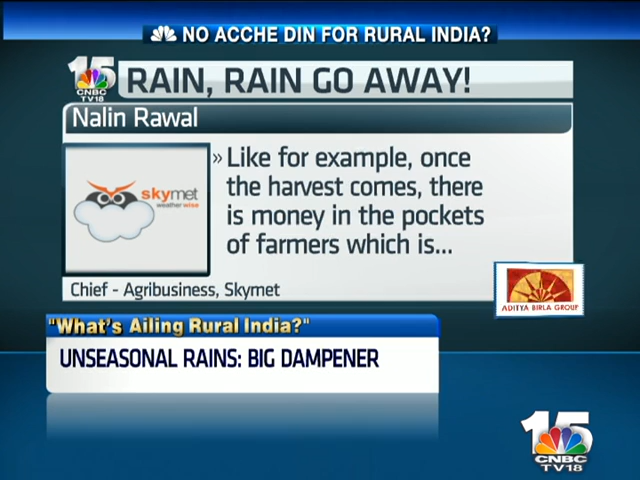 NO ACCHE DIN FOR RURAL INDIA?
15
CNBC
TV18
RAIN, RAIN GO AWAY!
Nalin Rawal
skymet
weather wise
» Like for example, once
the harvest comes, there
is money in the pockets
of farmers which is...
Chief - Agribusiness, Skymet
ADITYA BIRLA GROUP
"What's Ailing Rural India?"
UNSEASONAL RAINS: BIG DAMPENER
15
CNBC
TV18